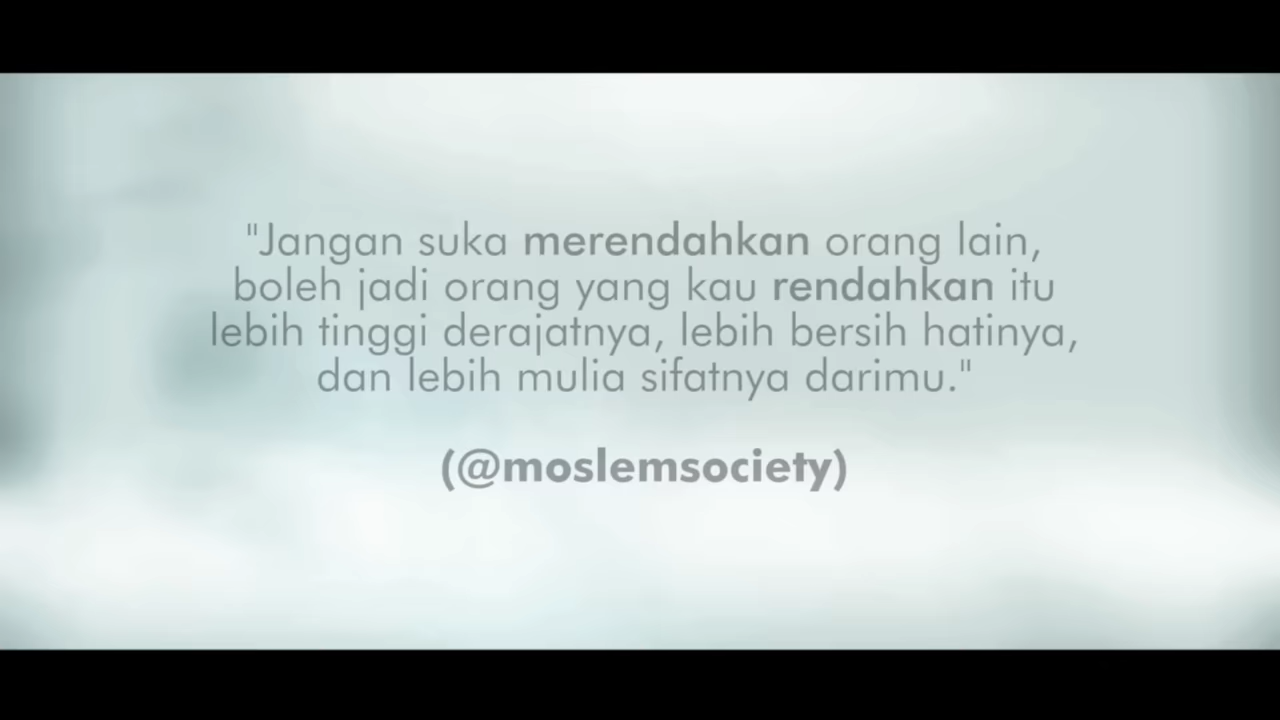 "Jangan suka merendahkan orang lain,
boleh jadi orang yang kau rendahkan itu
lebih tinggi derajatnya, lebih bersih hatinya,
dan lebih mulia sifatnya darimu."
(@moslemsociety)